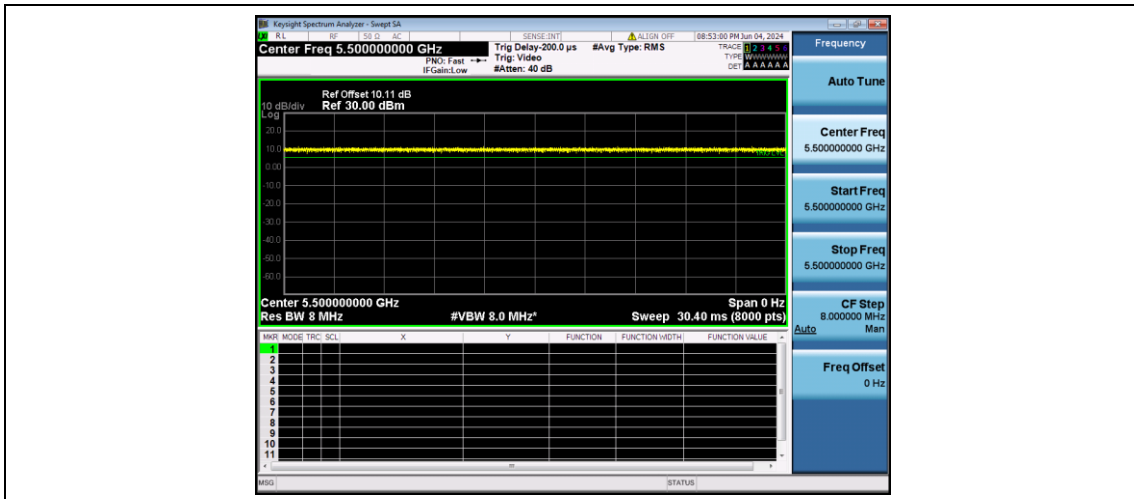 Keysight Spectrum Analyzer - Swept SA
RL RF 50 Ω AC SENSE:INT ALIGN OFF 08:53:00 PM Jun 04, 2024
Center Freq 5.500000000 GHz
PNO: Fast
IFGain:Low
Trig Delay-200.0 µs
Trig: Video
#Atten: 40 dB
#Avg Type: RMS
TRACE 1 2 3 4 5 6
TYPE WWWWWW
DET A A A A A A
Ref Offset 10.11 dB
10 dB/div Ref 30.00 dBm
Log
20.0
10.0
0.00
-10.0
-20.0
-30.0
-40.0
-50.0
-60.0
Center 5.500000000 GHz Span 0 Hz
Res BW 8 MHz #VBW 8.0 MHz* Sweep 30.40 ms (8000 pts)
MKR MODE TRC SCL X Y FUNCTION FUNCTION WIDTH FUNCTION VALUE
1
2
3
4
5
6
7
8
9
10
11
MSG STATUS
Frequency
Auto Tune
Center Freq
5.500000000 GHz
Start Freq
5.500000000 GHz
Stop Freq
5.500000000 GHz
CF Step
8.000000 MHz
Auto Man
Freq Offset
0 Hz